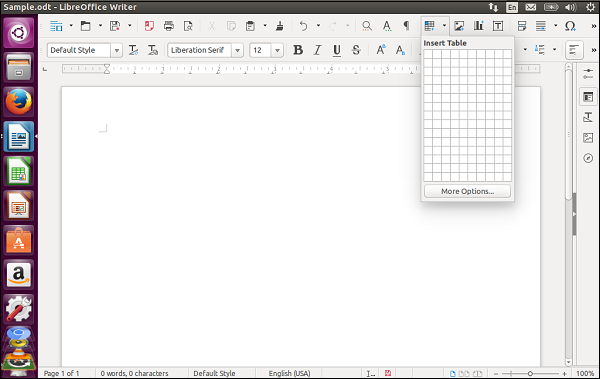 Sample.odt - LibreOffice Writer
En
Default Style
Liberation Serif
12
Insert Table
More Options...
Page 1 of 1
0 words, 0 characters
Default Style
English (USA)
100%